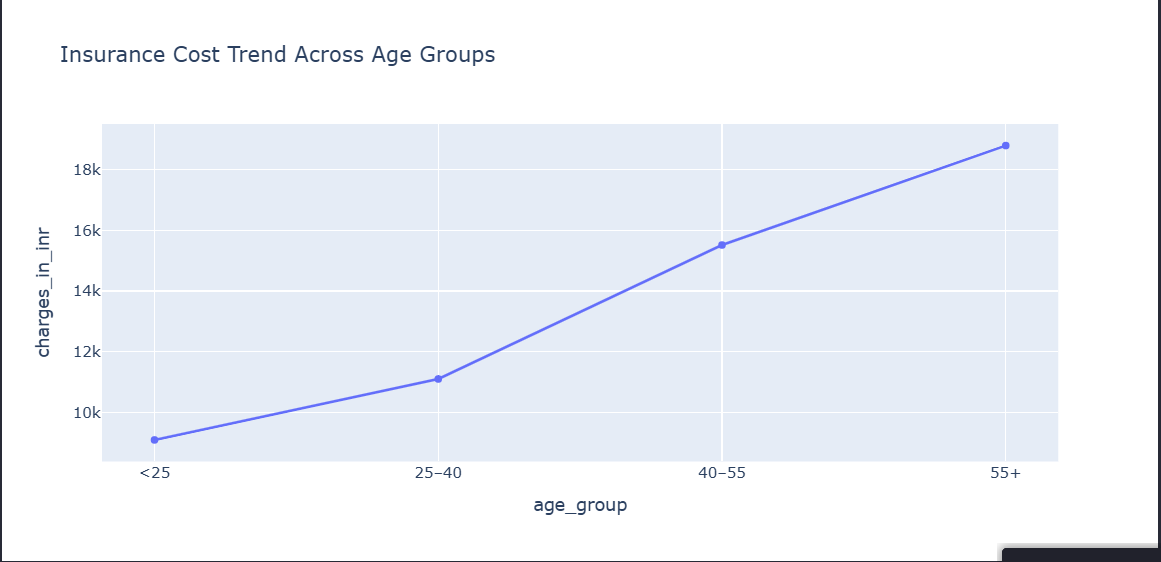 Insurance Cost Trend Across Age Groups
18k
16k
14k
12k
10k
charges_in_inr
<25
25–40
40–55
55+
age_group